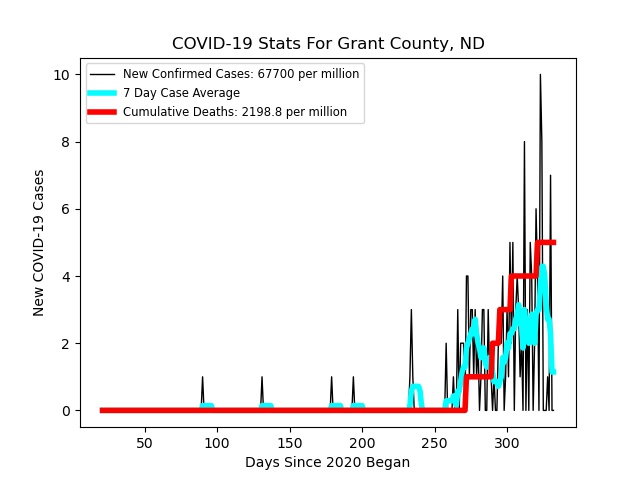 COVID-19 Stats For Grant County, ND
New Confirmed Cases: 67700 per million
7 Day Case Average
Cumulative Deaths: 2198.8 per million
New COVID-19 Cases
10
8
6
4
2
0
50 100 150 200 250 300
Days Since 2020 Began